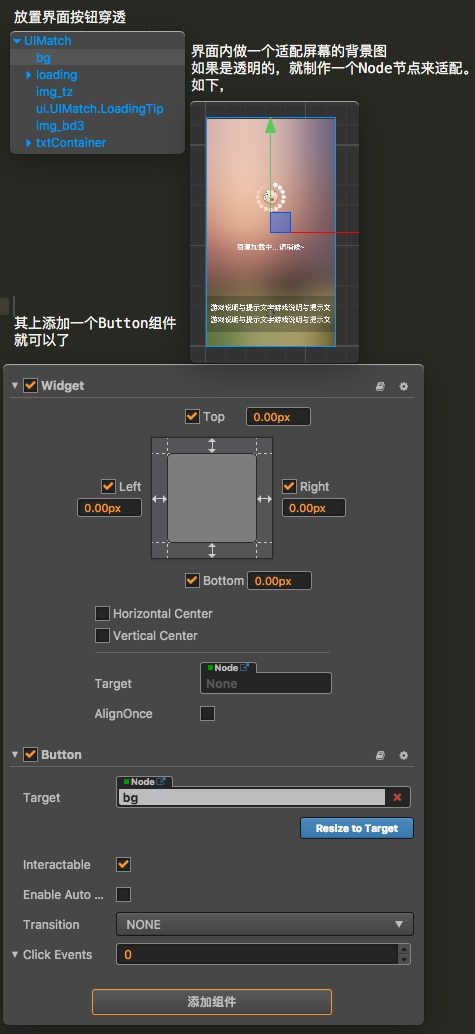 放置界面按钮穿透
UIMatch
bg
loading
img_tz
ui.UIMatch.LoadingTip
img_bd3
txtContainer
界面内做一个适配屏幕的背景图
如果是透明的，就制作一个Node节点来适配。
如下，
资源加载中...请稍候~
游戏说明与提示文字游戏说明与提示文
游戏说明与提示文字游戏说明与提示文
其上添加一个Button组件
就可以了
Widget
Top 0.00px
Left
Right
0.00px
0.00px
Bottom 0.00px
Horizontal Center
Vertical Center
Node
Target None
AlignOnce
Button
Node
Target bg
Resize to Target
Interactable
Enable Auto ...
Transition NONE
Click Events 0
添加组件